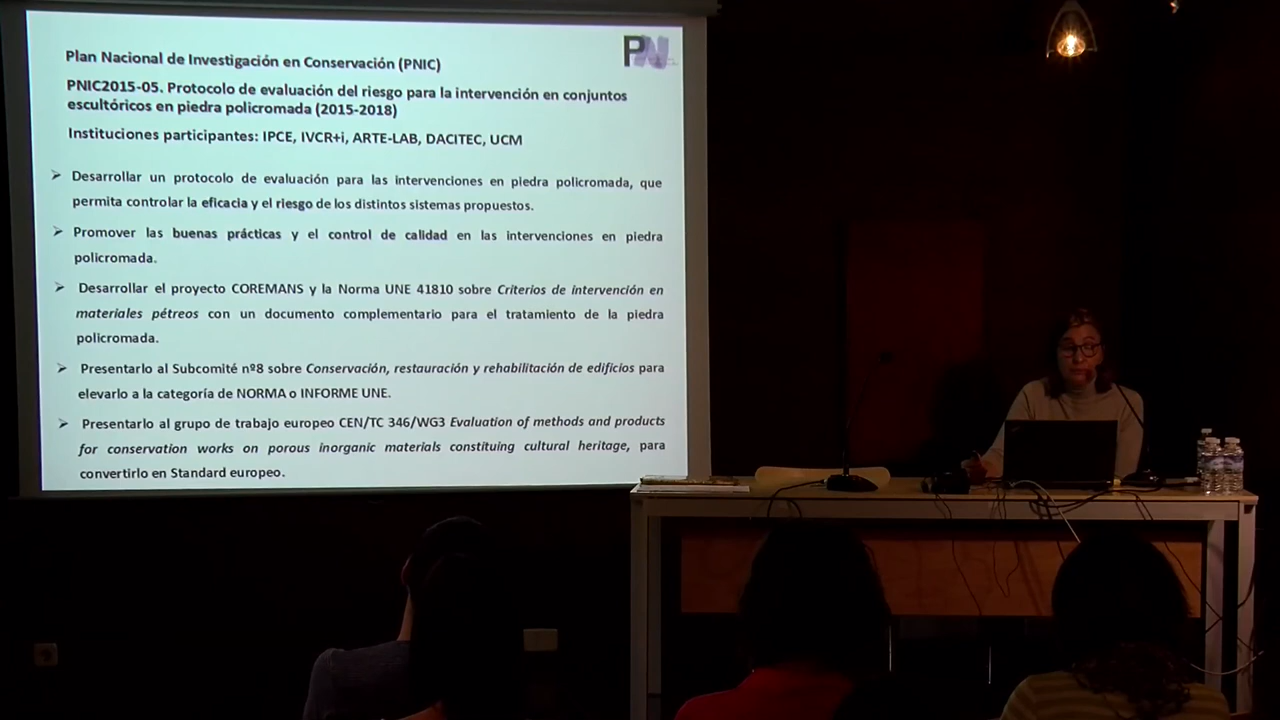 Plan Nacional de Investigación en Conservación (PNIC)
PN
PNIC2015-05. Protocolo de evaluación del riesgo para la intervención en conjuntos
escultóricos en piedra policromada (2015-2018)
Instituciones participantes: IPCE, IVCR+i, ARTE-LAB, DACITEC, UCM
➢ Desarrollar un protocolo de evaluación para las intervenciones en piedra policromada, que
permita controlar la eficacia y el riesgo de los distintos sistemas propuestos.
➢ Promover las buenas prácticas y el control de calidad en las intervenciones en piedra
policromada.
➢ Desarrollar el proyecto COREMANS y la Norma UNE 41810 sobre Criterios de intervención en
materiales pétreos con un documento complementario para el tratamiento de la piedra
policromada.
➢ Presentarlo al Subcomité nº8 sobre Conservación, restauración y rehabilitación de edificios para
elevarlo a la categoría de NORMA o INFORME UNE.
➢ Presentarlo al grupo de trabajo europeo CEN/TC 346/WG3 Evaluation of methods and products
for conservation works on porous inorganic materials constituing cultural heritage, para
convertirlo en Standard europeo.